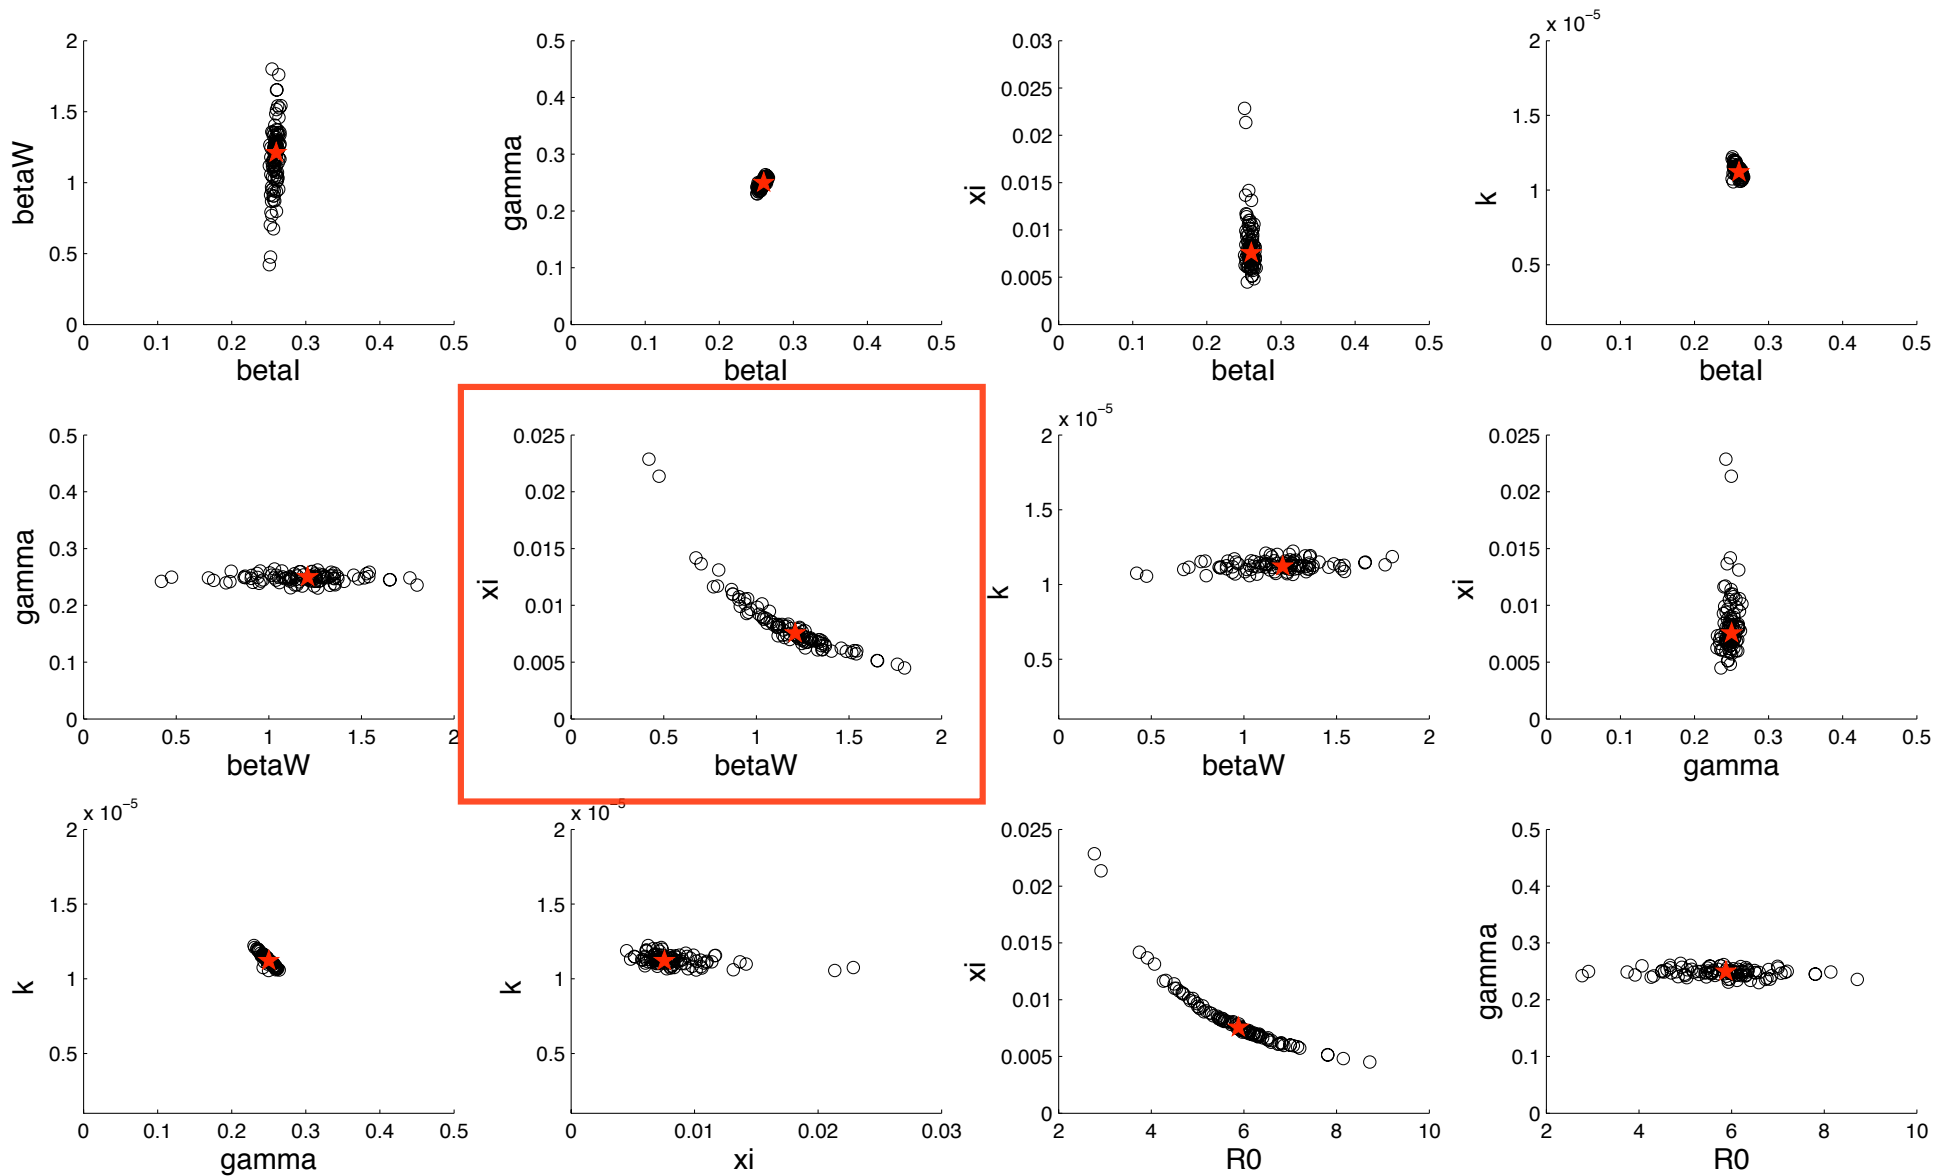 2
1.5
1
0.5
0
betaW
0 0.1 0.2 0.3 0.4 0.5
betaI
0.5
0.4
0.3
0.2
0.1
0
gamma
0 0.1 0.2 0.3 0.4 0.5
betaI
0.03
0.025
0.02
0.015
0.01
0.005
0
xi
0 0.1 0.2 0.3 0.4 0.5
betaI
x 10⁻⁵
2
1.5
1
0.5
k
0 0.1 0.2 0.3 0.4 0.5
betaI
0.5
0.4
0.3
0.2
0.1
0
gamma
0 0.5 1 1.5 2
betaW
0.025
0.02
0.015
0.01
0.005
0
xi
0 0.5 1 1.5 2
betaW
x 10⁻⁵
2
1.5
1
0.5
k
0 0.5 1 1.5 2
betaW
0.025
0.02
0.015
0.01
0.005
0
xi
0 0.1 0.2 0.3 0.4 0.5
gamma
x 10⁻⁵
2
1.5
1
0.5
k
0 0.1 0.2 0.3 0.4 0.5
gamma
x 10⁻⁵
2
1.5
1
0.5
k
0 0.01 0.02 0.03
xi
0.025
0.02
0.015
0.01
0.005
0
xi
2 4 6 8 10
R0
0.5
0.4
0.3
0.2
0.1
0
gamma
2 4 6 8 10
R0